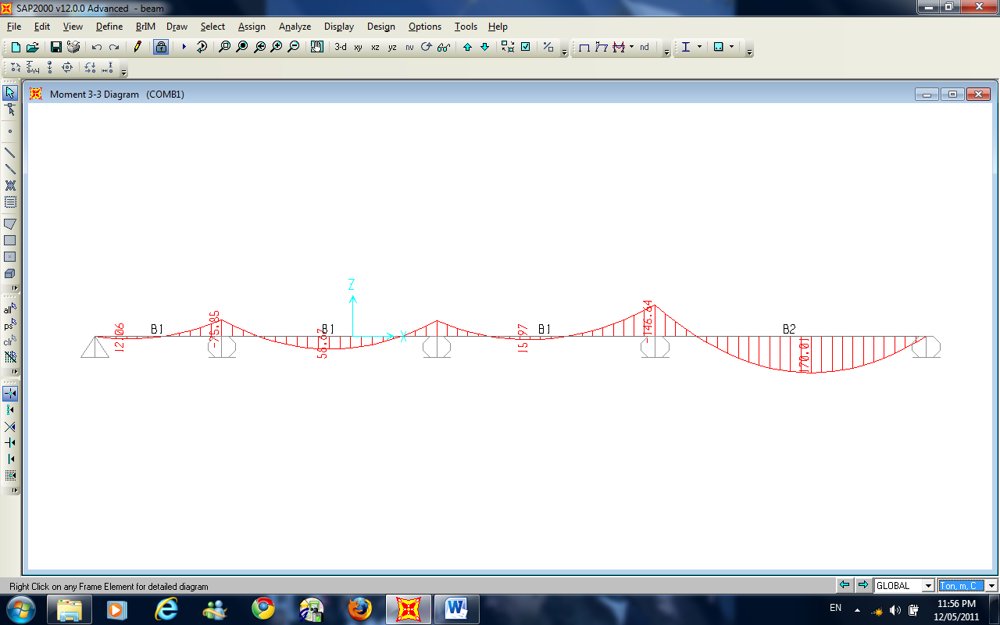 SAP2000 v12.0.0 Advanced - beam
File Edit View Define BrIM Draw Select Assign Analyze Display Design Options Tools Help
3-d xy xz yz nv nd
Moment 3-3 Diagram (COMB1)
all
ps
clr
Z
X
B1 B1 B1 B2
12.06 -75.85 58.67 15.97 -146.64 170.01
Right Click on any Frame Element for detailed diagram
GLOBAL Ton, m, C
EN
11:56 PM
12/05/2011